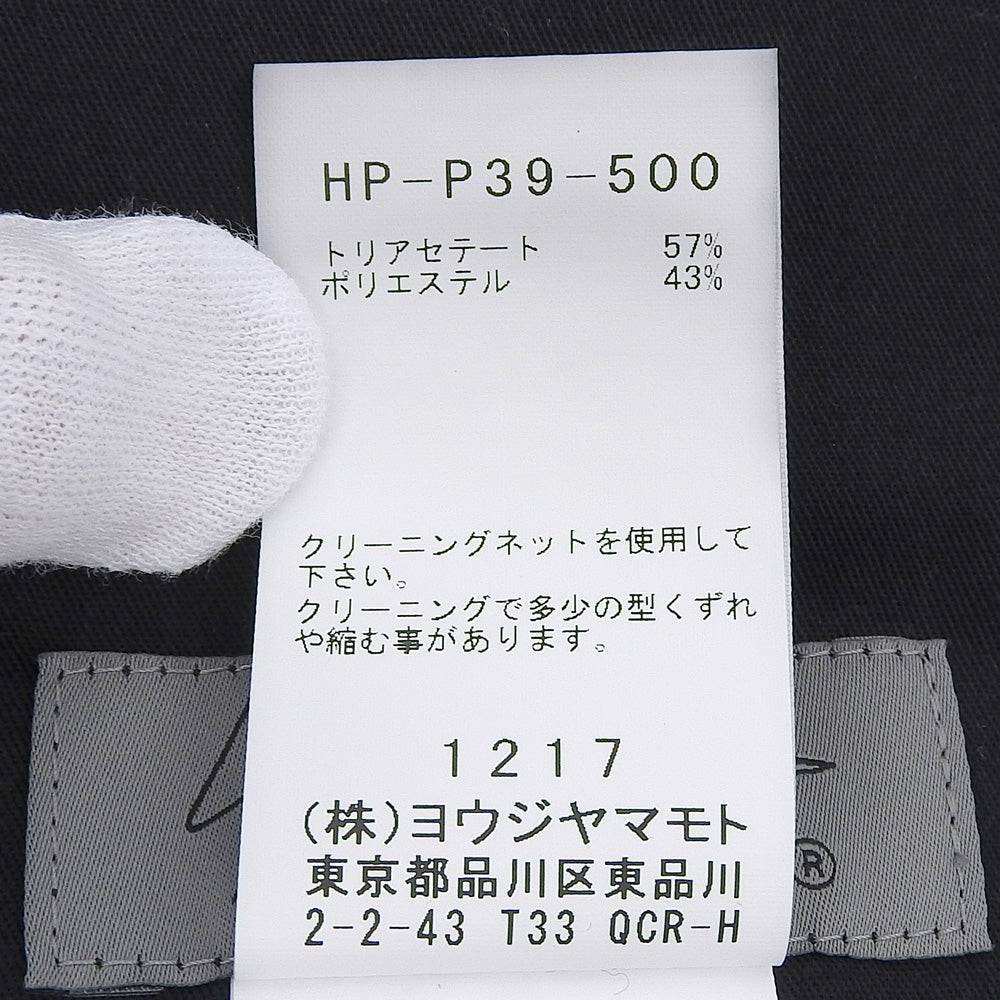 HP-P39-500
トリアセテート 57%
ポリエステル 43%
クリーニングネットを使用して
下さい。
クリーニングで多少の型くずれ
や縮む事があります。
1217
(株)ヨウジヤマモト
東京都品川区東品川
2-2-43 T33 QCR-H
®